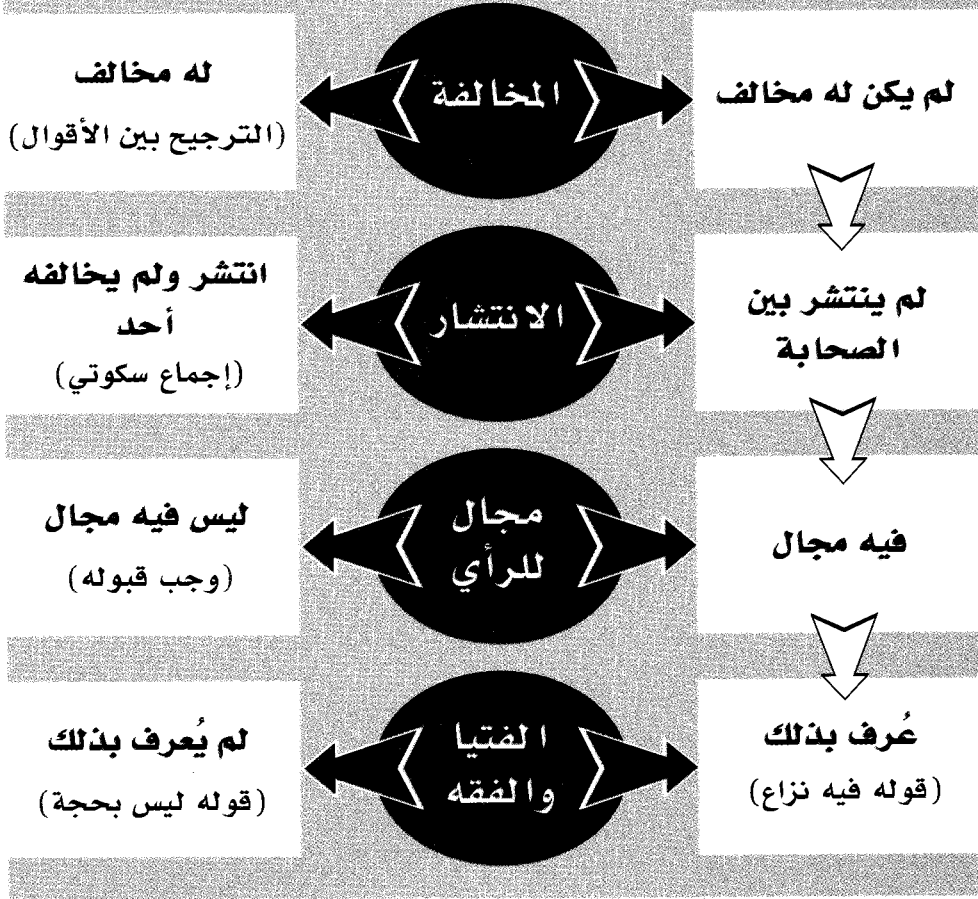 لم يكن له مخالف
المخالفة
له مخالف
(الترجيح بين الأقوال)
لم ينتشر بين
الصحابة
الانتشار
انتشر ولم يخالفه
أحد
(إجماع سكوتي)
فيه مجال
مجال
للرأي
ليس فيه مجال
(وجب قبوله)
عُرف بذلك
(قوله فيه نزاع)
الفتيا
والفقه
لم يُعرف بذلك
(قوله ليس بحجة)